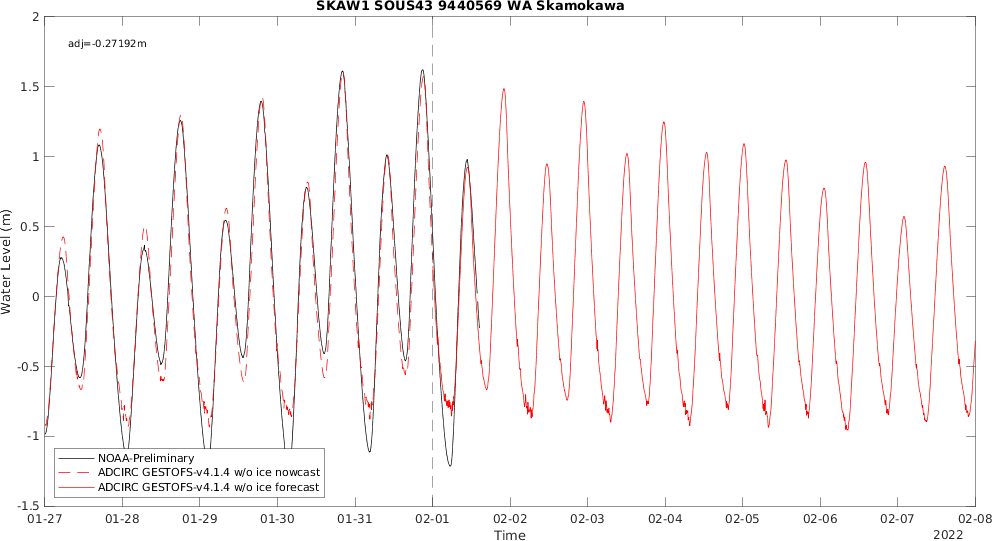 SKAW1 SOUS43 9440569 WA Skamokawa
adj=-0.27192m
2
1.5
1
0.5
0
-0.5
-1
-1.5
Water Level (m)
NOAA-Preliminary
ADCIRC GESTOFS-v4.1.4 w/o ice nowcast
ADCIRC GESTOFS-v4.1.4 w/o ice forecast
01-27 01-28 01-29 01-30 01-31 02-01 02-02 02-03 02-04 02-05 02-06 02-07 02-08
Time
2022